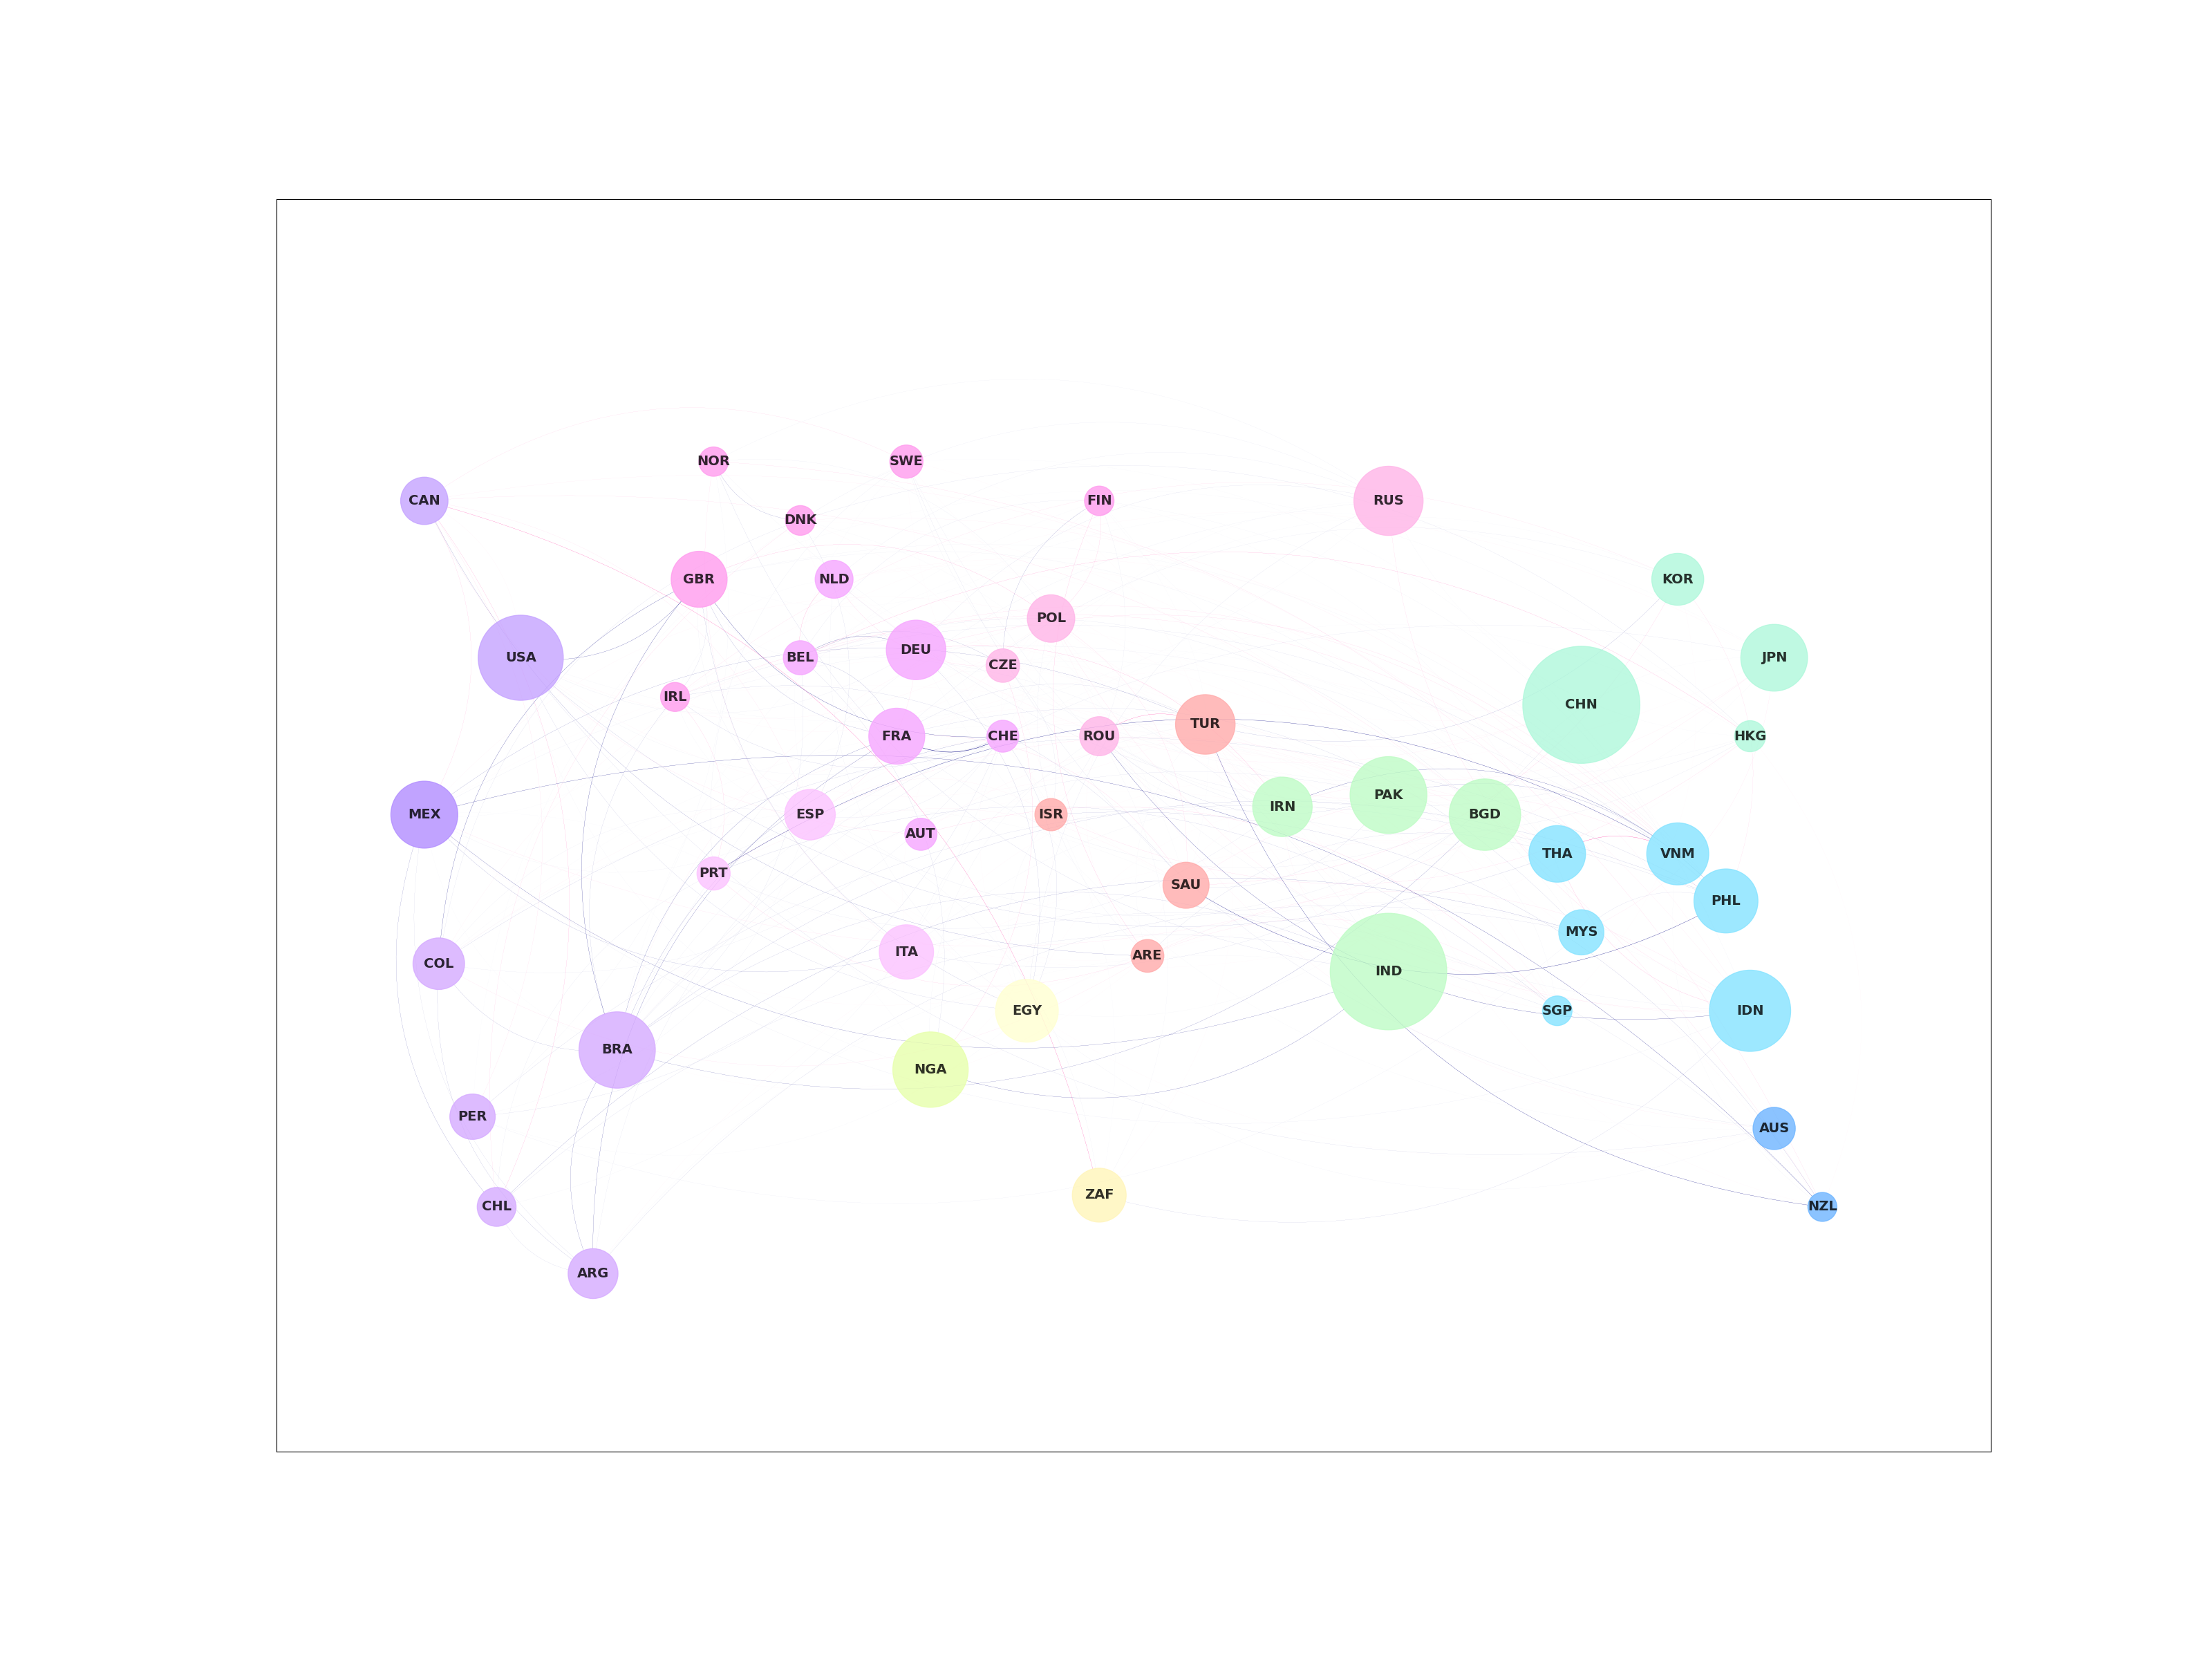 NOR
SWE
CAN
FIN
RUS
DNK
GBR
NLD
KOR
POL
DEU
USA
BEL
CZE
JPN
IRL
CHN
TUR
FRA
CHE
ROU
HKG
PAK
IRN
MEX
ESP
ISR
BGD
AUT
THA
VNM
PRT
SAU
PHL
MYS
ITA
ARE
COL
IND
EGY
SGP
IDN
BRA
NGA
PER
AUS
ZAF
CHL
NZL
ARG